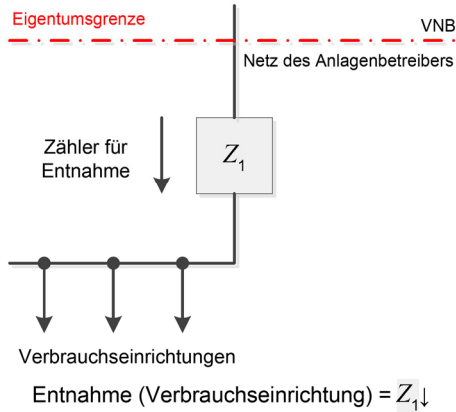 Eigentumsgrenze
VNB
Netz des Anlagenbetreibers
Zähler für
Entnahme
Z₁
Verbrauchseinrichtungen
Entnahme (Verbrauchseinrichtung) = Z₁↓